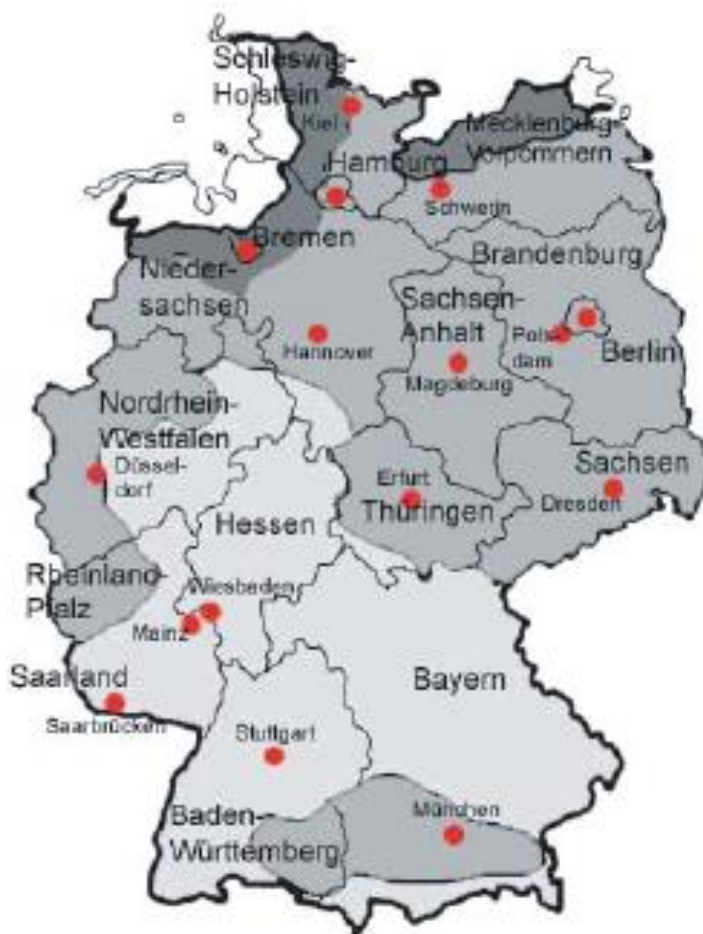 Schleswig-
Holstein
Kiel
Mecklenburg-
Vorpommern
Hamburg
Schwerin
Bremen
Brandenburg
Nieder-
sachsen
Sachsen-
Anhalt
Hannover
Pots-
dam
Berlin
Magdeburg
Nordrhein-
Westfalen
Düssel-
dorf
Sachsen
Erfurt
Dresden
Thüringen
Hessen
Rheinland-
Pfalz
Wiesbaden
Mainz
Saarland
Bayern
Saarbrücken
Stuttgart
München
Baden-
Württemberg